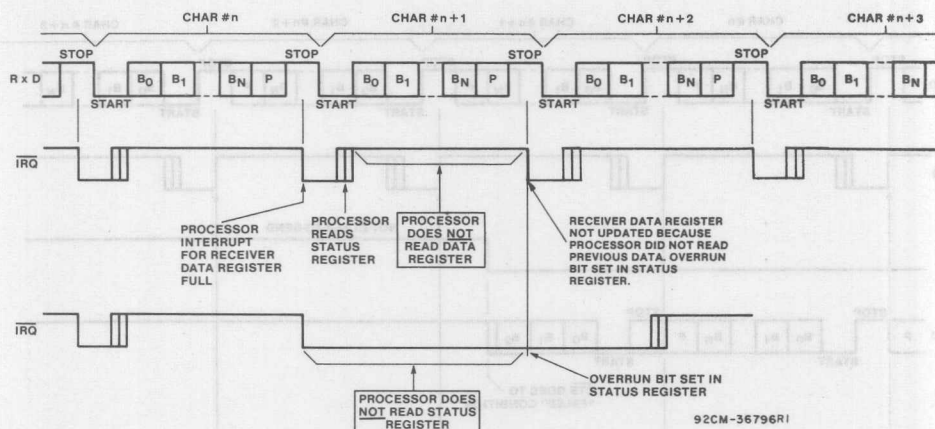 CHAR #n CHAR #n+1 CHAR #n+2 CHAR #n+3
STOP STOP STOP STOP
R x D B0 B1 BN P B0 B1 BN P B0 B1 BN P B0 B1 BN
START START START START
IRQ
PROCESSOR
INTERRUPT
FOR RECEIVER
DATA REGISTER
FULL
PROCESSOR
READS
STATUS
REGISTER
PROCESSOR
DOES NOT
READ DATA
REGISTER
RECEIVER DATA REGISTER
NOT UPDATED BECAUSE
PROCESSOR DID NOT READ
PREVIOUS DATA. OVERRUN
BIT SET IN STATUS
REGISTER.
IRQ
PROCESSOR DOES
NOT READ STATUS
REGISTER
OVERRUN BIT SET IN
STATUS REGISTER
92CM-36796R1